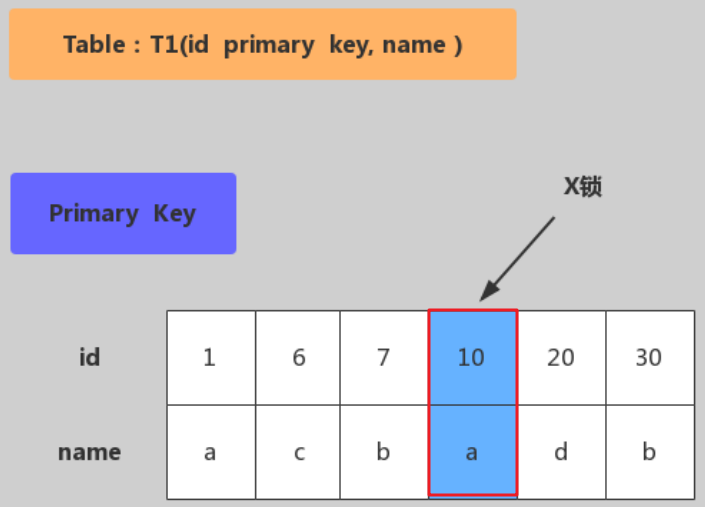 Table : T1(id primary key, name )
Primary Key
X锁
id 1 6 7 10 20 30
name a c b a d b